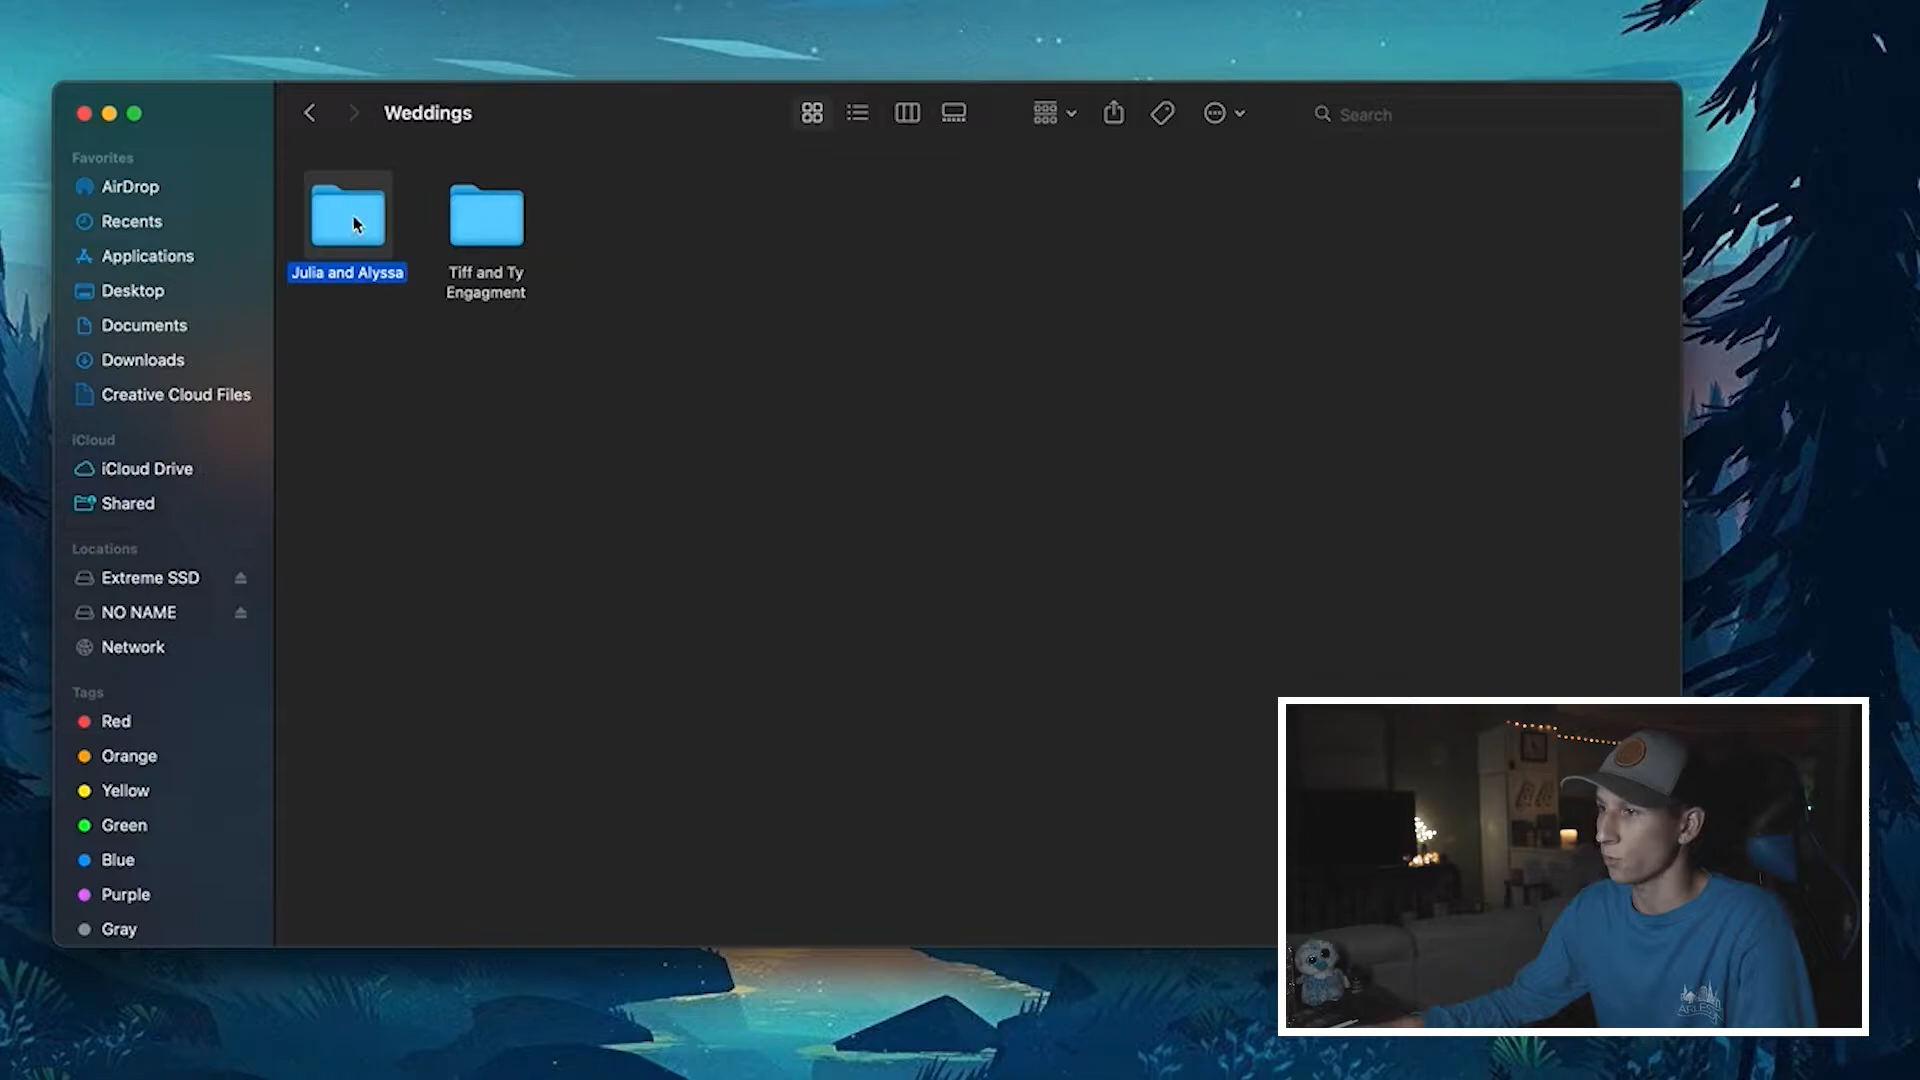 Weddings
Search
Favorites
AirDrop
Recents
Applications
Desktop
Documents
Downloads
Creative Cloud Files
iCloud
iCloud Drive
Shared
Locations
Extreme SSD
NO NAME
Network
Tags
Red
Orange
Yellow
Green
Blue
Purple
Gray
Julia and Alyssa
Tiff and Ty
Engagment